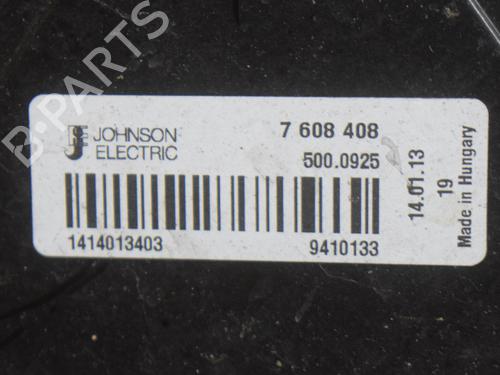 JOHNSON
ELECTRIC
7 608 408
500.0925
1414013403
9410133
14.01.13
19
Made in Hungary
B-PARTS